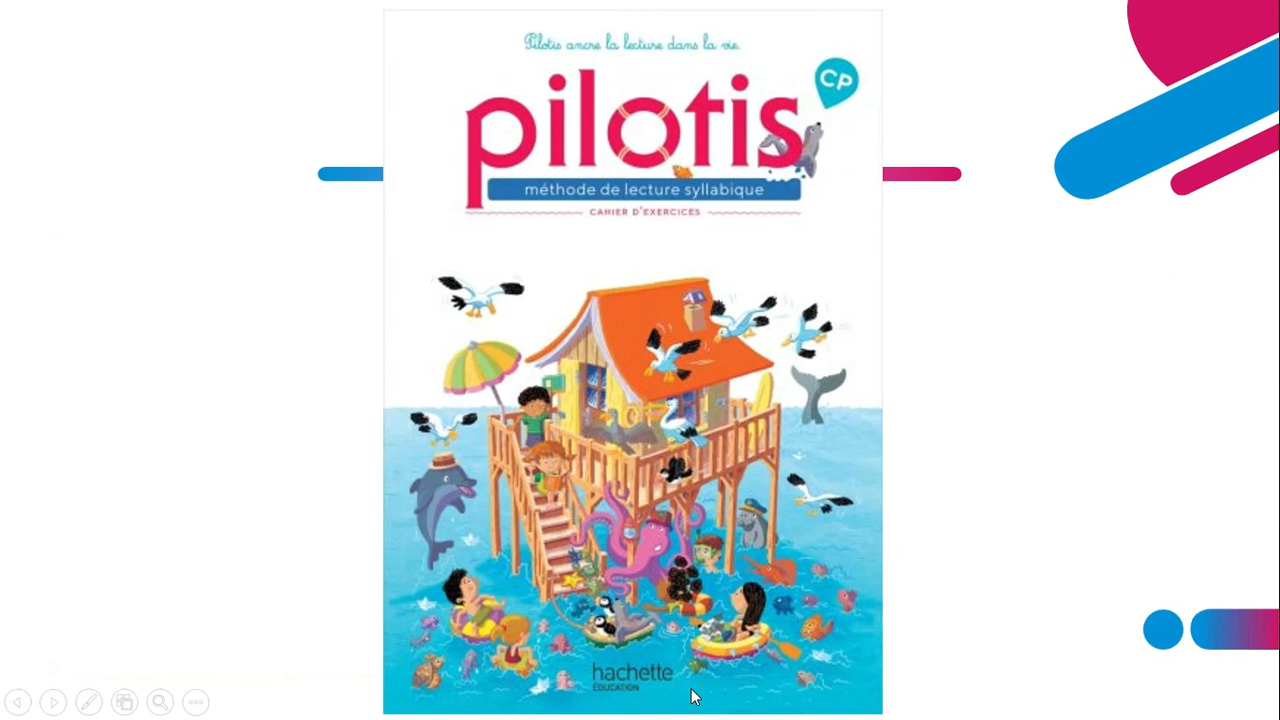 Pilotis ancre la lecture dans la vie.
CP
pilotis
méthode de lecture syllabique
CAHIER D'EXERCICES
hachette
ÉDUCATION